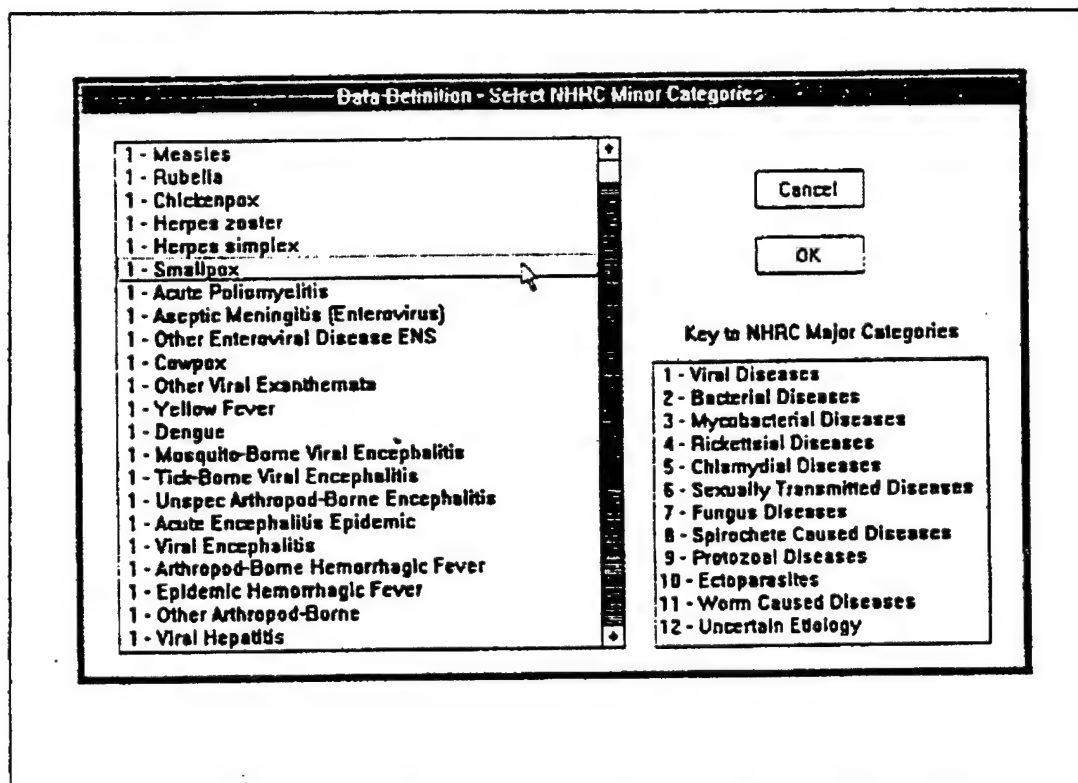 Data Definition - Select NHRC Minor Categories
1 - Measles
1 - Rubella
1 - Chickenpox
1 - Herpes zoster
1 - Herpes simplex
1 - Smallpox
1 - Acute Poliomyelitis
1 - Aseptic Meningitis (Enterovirus)
1 - Other Enteroviral Disease ENS
1 - Cowpox
1 - Other Viral Exanthemata
1 - Yellow Fever
1 - Dengue
1 - Mosquito-Borne Viral Encephalitis
1 - Tick-Borne Viral Encephalitis
1 - Unspec Arthropod-Borne Encephalitis
1 - Acute Encephalitis Epidemic
1 - Viral Encephalitis
1 - Arthropod-Borne Hemorrhagic Fever
1 - Epidemic Hemorrhagic Fever
1 - Other Arthropod-Borne
1 - Viral Hepatitis
Cancel
OK
Key to NHRC Major Categories
1 - Viral Diseases
2 - Bacterial Diseases
3 - Mycobacterial Diseases
4 - Rickettsial Diseases
5 - Chlamydial Diseases
6 - Sexually Transmitted Diseases
7 - Fungus Diseases
8 - Spirochete Caused Diseases
9 - Protozoal Diseases
10 - Ectoparasites
11 - Worm Caused Diseases
12 - Uncertain Etiology